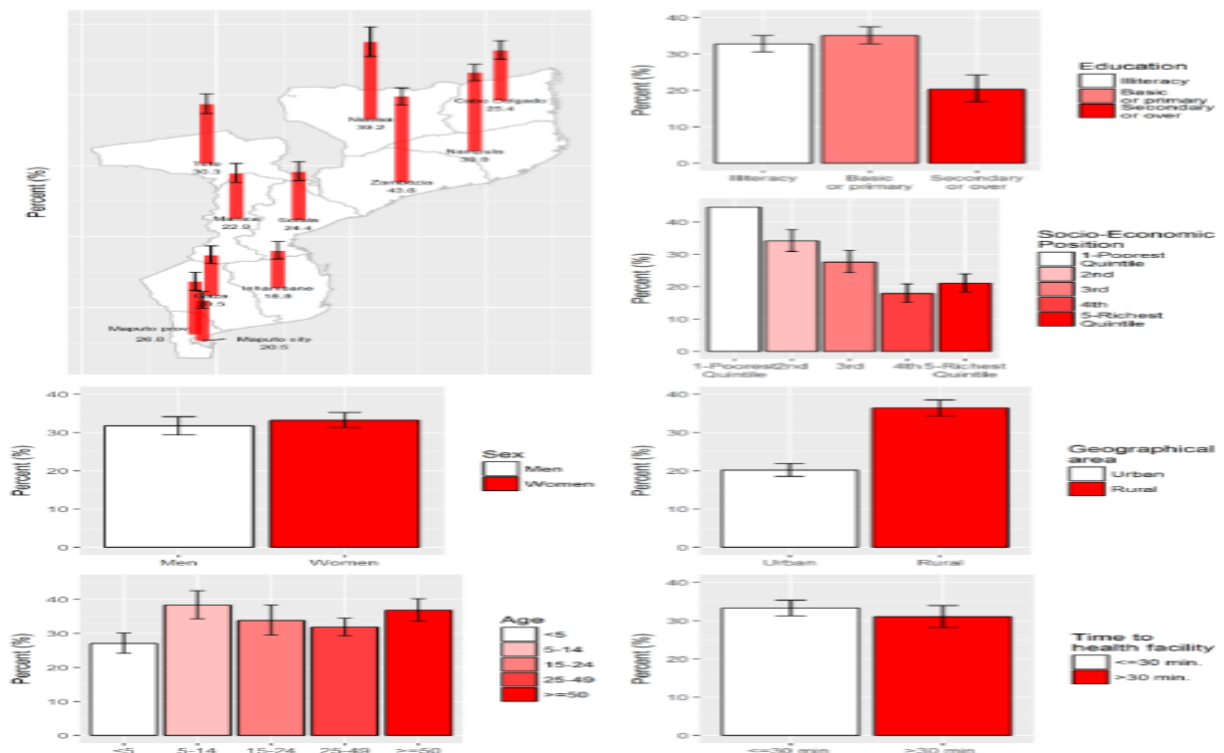 Percent (%)
Cabo Delgado
25.4
Niassa
39.2
Nampula
39.9
Tete
30.3
Zambezia
43.6
Manica
22.9
Sofala
24.4
Gaza
20.5
Inhambane
18.8
Maputo prov
26.8
Maputo city
20.5
Percent (%)
40
30
20
10
0
Illiteracy
Basic
or primary
Secondary
or over
Education
Illiteracy
Basic
or primary
Secondary
or over
Percent (%)
40
30
20
10
0
1-Poorest
Quintile
2nd
3rd
4th
5-Richest
Quintile
Socio-Economic
Position
1-Poorest
Quintile
2nd
3rd
4th
5-Richest
Quintile
Percent (%)
40
30
20
10
0
Men
Women
Sex
Men
Women
Percent (%)
40
30
20
10
0
Urban
Rural
Geographical
area
Urban
Rural
Percent (%)
40
30
20
10
0
<5
5-14
15-24
25-49
>=50
Age
<5
5-14
15-24
25-49
>=50
Percent (%)
40
30
20
10
0
<=30 min
>30 min
Time to
health facility
<=30 min.
>30 min.